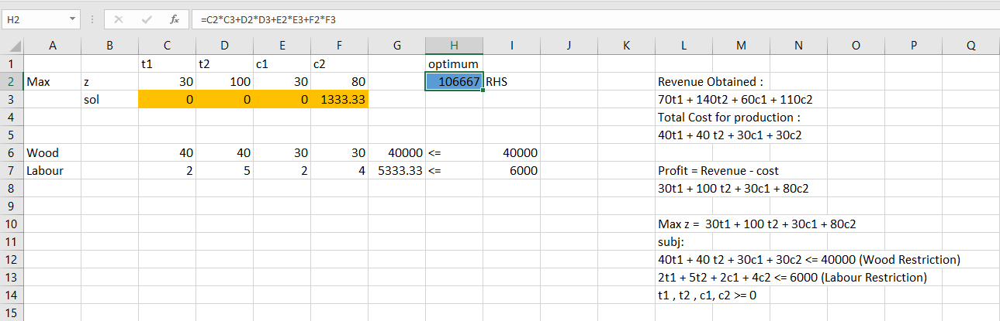 H2 fx =C2*C3+D2*D3+E2*E3+F2*F3
A B C D E F G H I J K L M N O P Q
1 t1 t2 c1 c2 optimum
2 Max z 30 100 30 80 106667 RHS Revenue Obtained :
3 sol 0 0 0 1333.33 70t1 + 140t2 + 60c1 + 110c2
4 Total Cost for production :
5 40t1 + 40 t2 + 30c1 + 30c2
6 Wood 40 40 30 30 40000 <= 40000
7 Labour 2 5 2 4 5333.33 <= 6000 Profit = Revenue - cost
8 30t1 + 100 t2 + 30c1 + 80c2
9
10 Max z =  30t1 + 100 t2 + 30c1 + 80c2
11 subj:
12 40t1 + 40 t2 + 30c1 + 30c2 <= 40000 (Wood Restriction)
13 2t1 + 5t2 + 2c1 + 4c2 <= 6000 (Labour Restriction)
14 t1 , t2 , c1, c2 >= 0
15